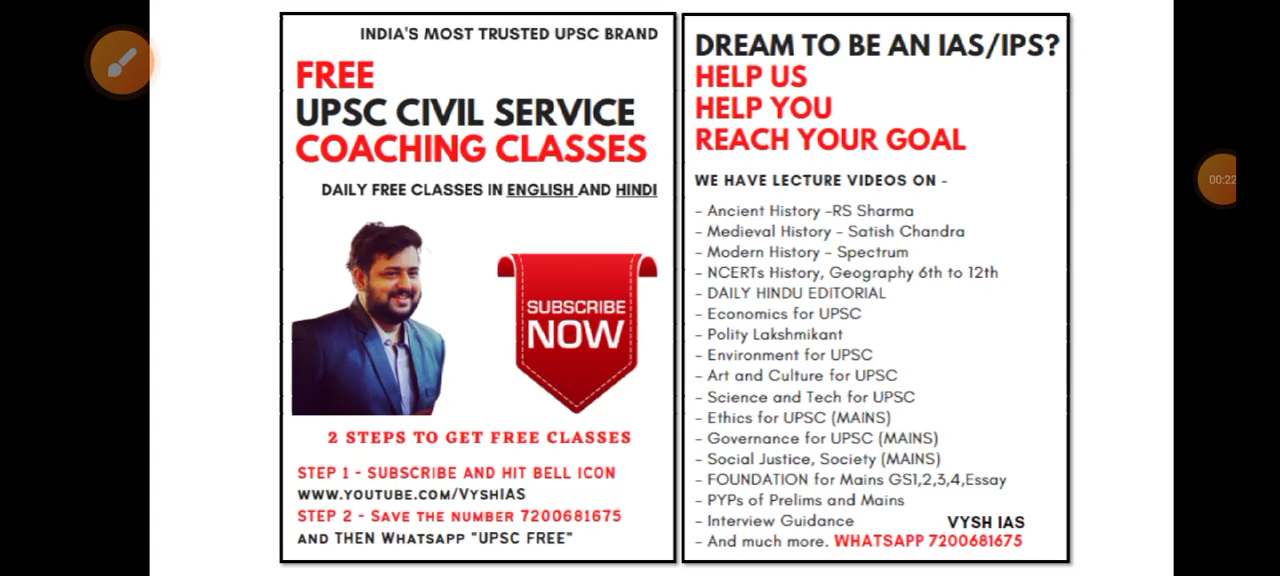 INDIA'S MOST TRUSTED UPSC BRAND
FREE
UPSC CIVIL SERVICE
COACHING CLASSES
DAILY FREE CLASSES IN ENGLISH AND HINDI
SUBSCRIBE
NOW
2 STEPS TO GET FREE CLASSES
STEP 1 - SUBSCRIBE AND HIT BELL ICON
WWW.YOUTUBE.COM/VYSHIAS
STEP 2 - SAVE THE NUMBER 7200681675
AND THEN WHATSAPP "UPSC FREE"
DREAM TO BE AN IAS/IPS?
HELP US
HELP YOU
REACH YOUR GOAL
WE HAVE LECTURE VIDEOS ON -
- Ancient History -RS Sharma
- Medieval History - Satish Chandra
- Modern History - Spectrum
- NCERTs History, Geography 6th to 12th
- DAILY HINDU EDITORIAL
- Economics for UPSC
- Polity Lakshmikant
- Environment for UPSC
- Art and Culture for UPSC
- Science and Tech for UPSC
- Ethics for UPSC (MAINS)
- Governance for UPSC (MAINS)
- Social Justice, Society (MAINS)
- FOUNDATION for Mains GS1,2,3,4,Essay
- PYPs of Prelims and Mains
- Interview Guidance VYSH IAS
- And much more. WHATSAPP 7200681675
00:22